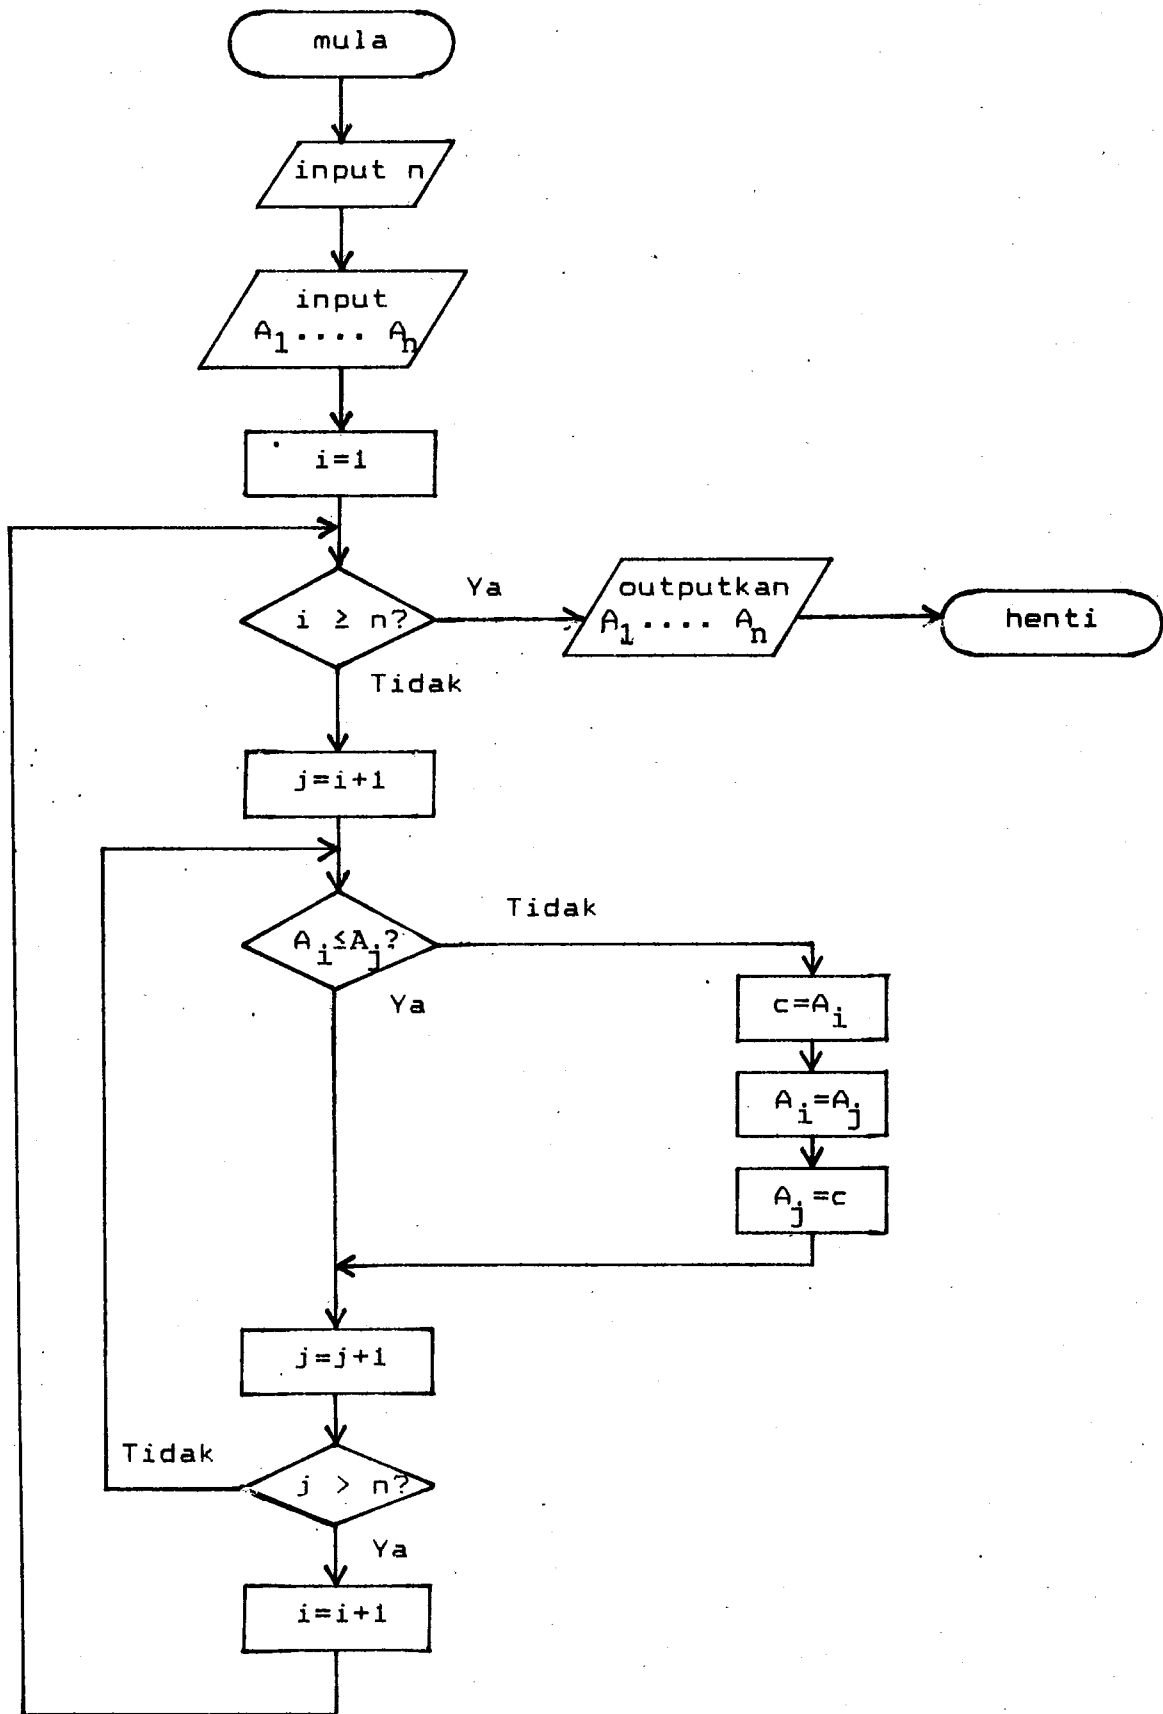 mula
input n
input
A₁.... Aₙ
i=1
i ≥ n?
Ya
outputkan
A₁.... Aₙ
henti
Tidak
j=i+1
Aᵢ≤Aⱼ?
Tidak
Ya
c=Aᵢ
Aᵢ=Aⱼ
Aⱼ=c
j=j+1
Tidak
j > n?
Ya
i=i+1